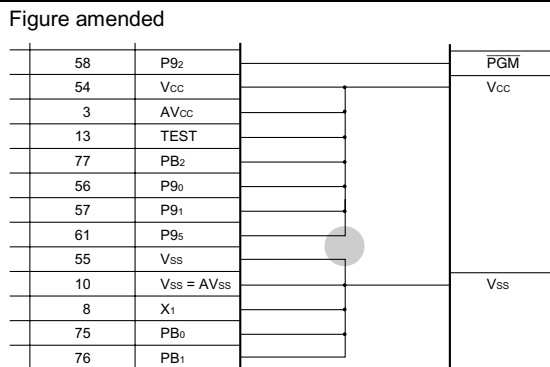 Figure amended
58 P92 PGM
54 Vcc Vcc
3 AVcc
13 TEST
77 PB2
56 P90
57 P91
61 P95
55 Vss
10 Vss = AVss Vss
8 X1
75 PB0
76 PB1